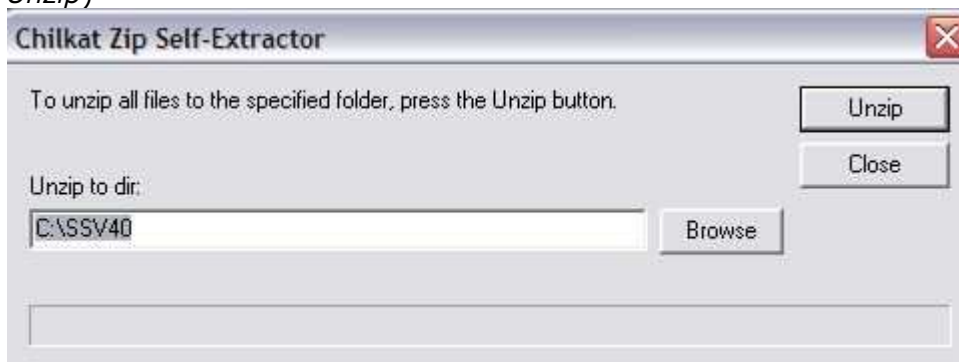 Unzip)
Chilkat Zip Self-Extractor
To unzip all files to the specified folder, press the Unzip button.
Unzip
Close
Unzip to dir:
C:\SSV40
Browse